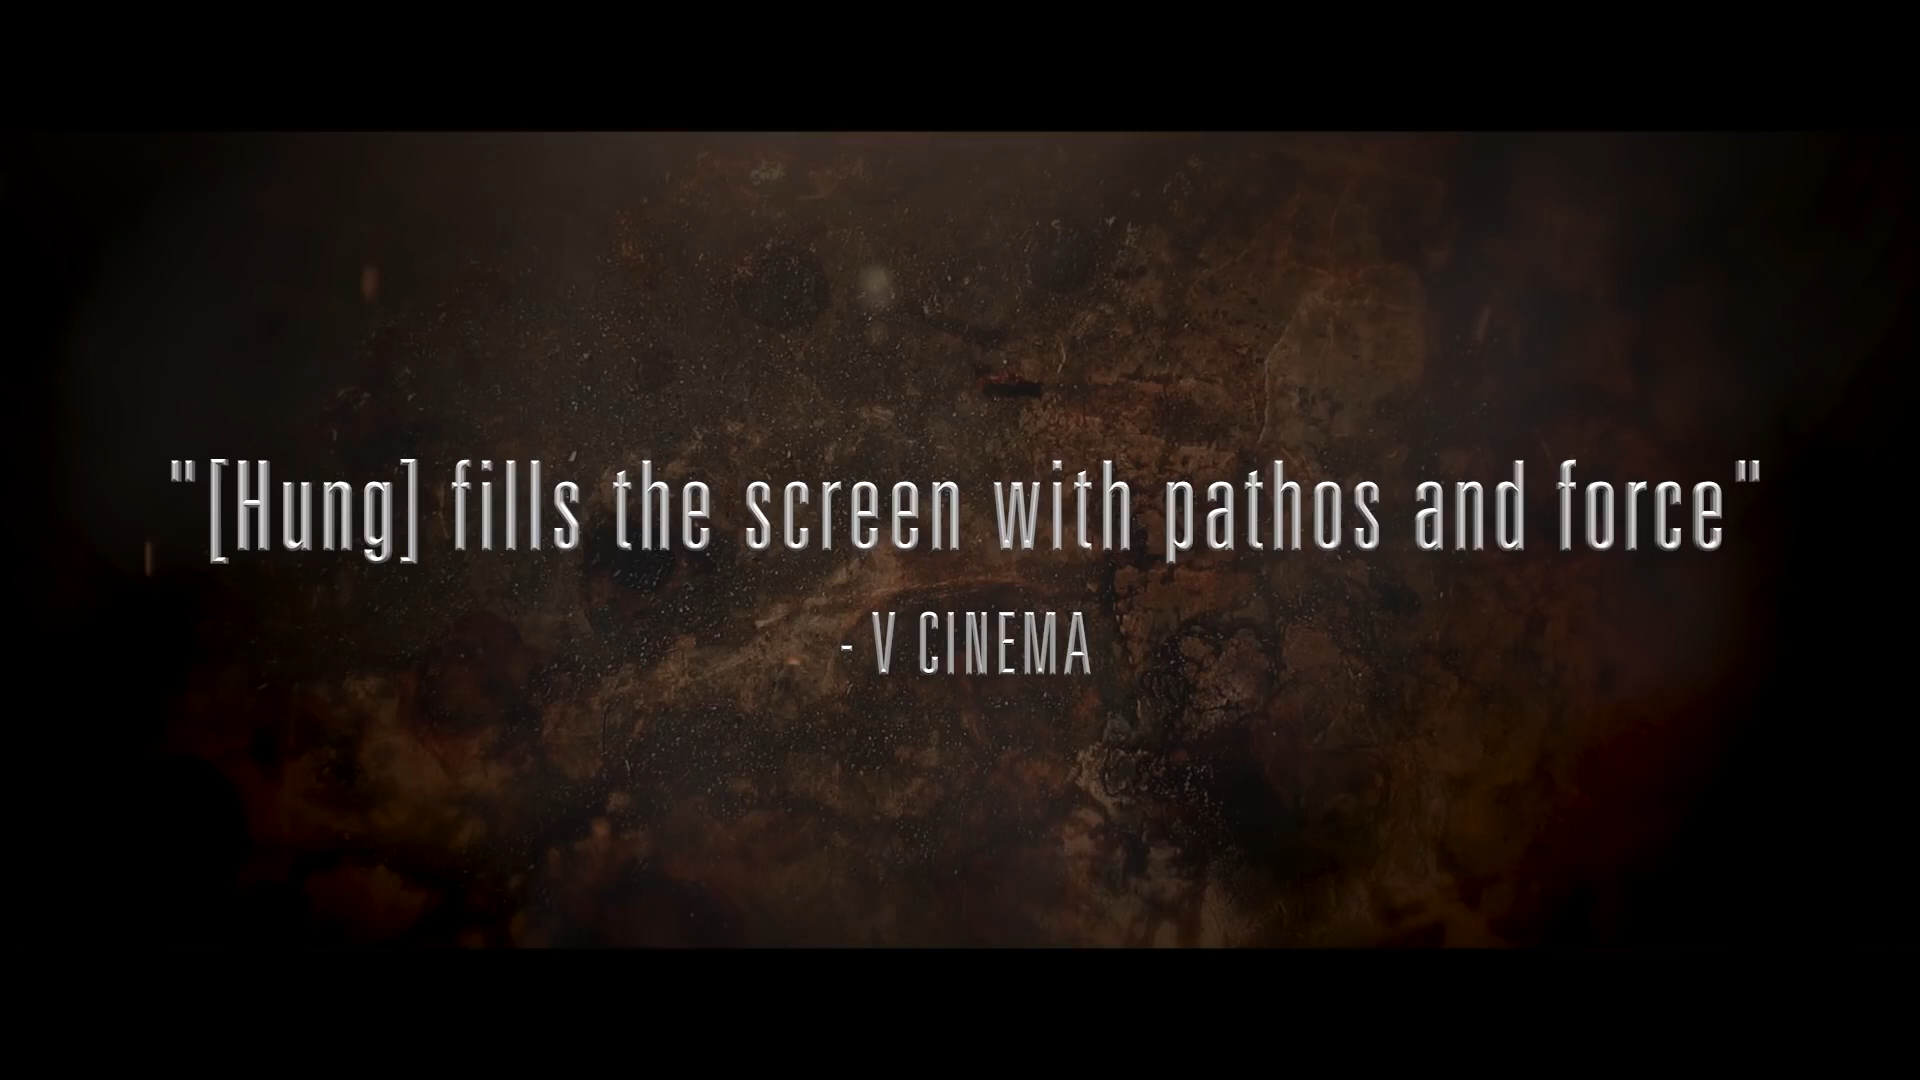 "[Hung] fills the screen with pathos and force"
- V CINEMA